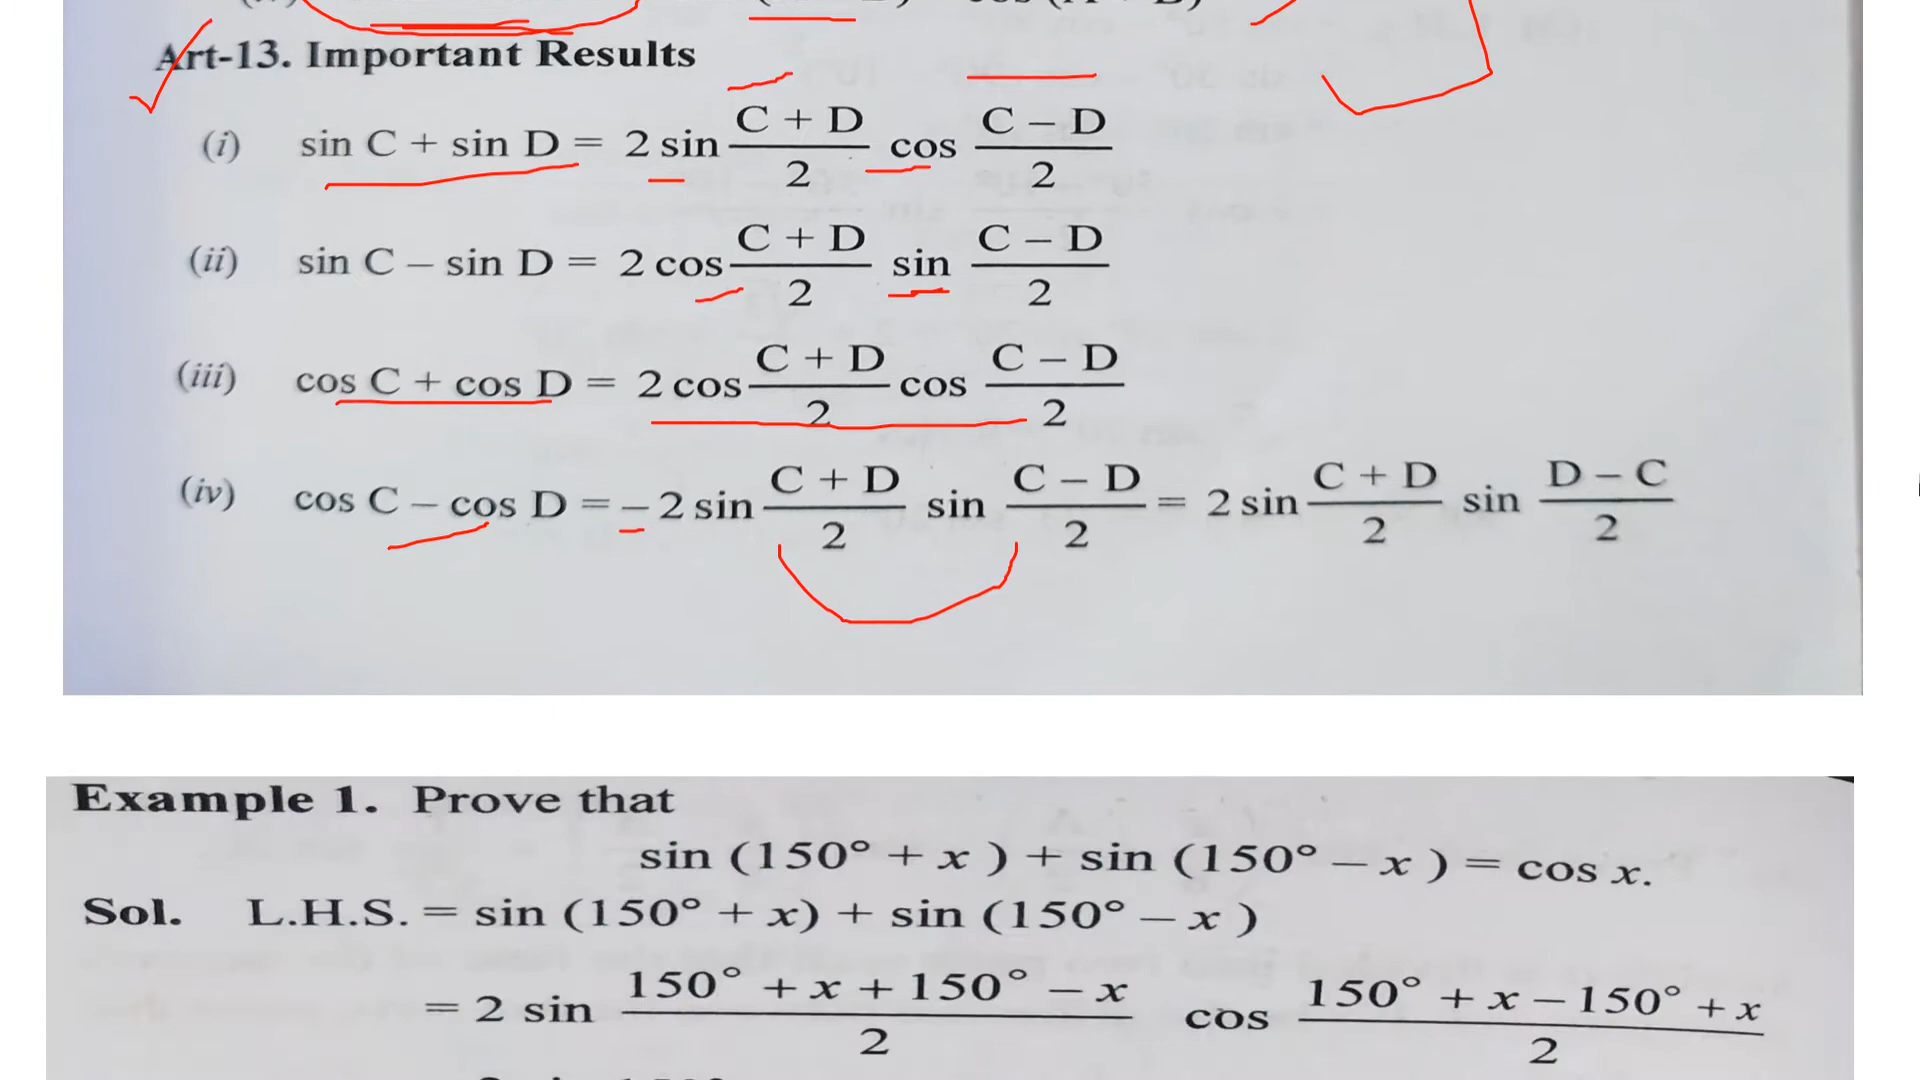 Art-13. Important Results
(i) sin C + sin D = 2 sin (C + D)/2 cos (C – D)/2
(ii) sin C – sin D = 2 cos (C + D)/2 sin (C – D)/2
(iii) cos C + cos D = 2 cos (C + D)/2 cos (C – D)/2
(iv) cos C – cos D = – 2 sin (C + D)/2 sin (C – D)/2 = 2 sin (C + D)/2 sin (D – C)/2
Example 1. Prove that
sin (150° + x ) + sin (150° – x ) = cos x.
Sol. L.H.S. = sin (150° + x) + sin (150° – x )
= 2 sin (150° + x + 150° – x)/2 cos (150° + x – 150° + x)/2